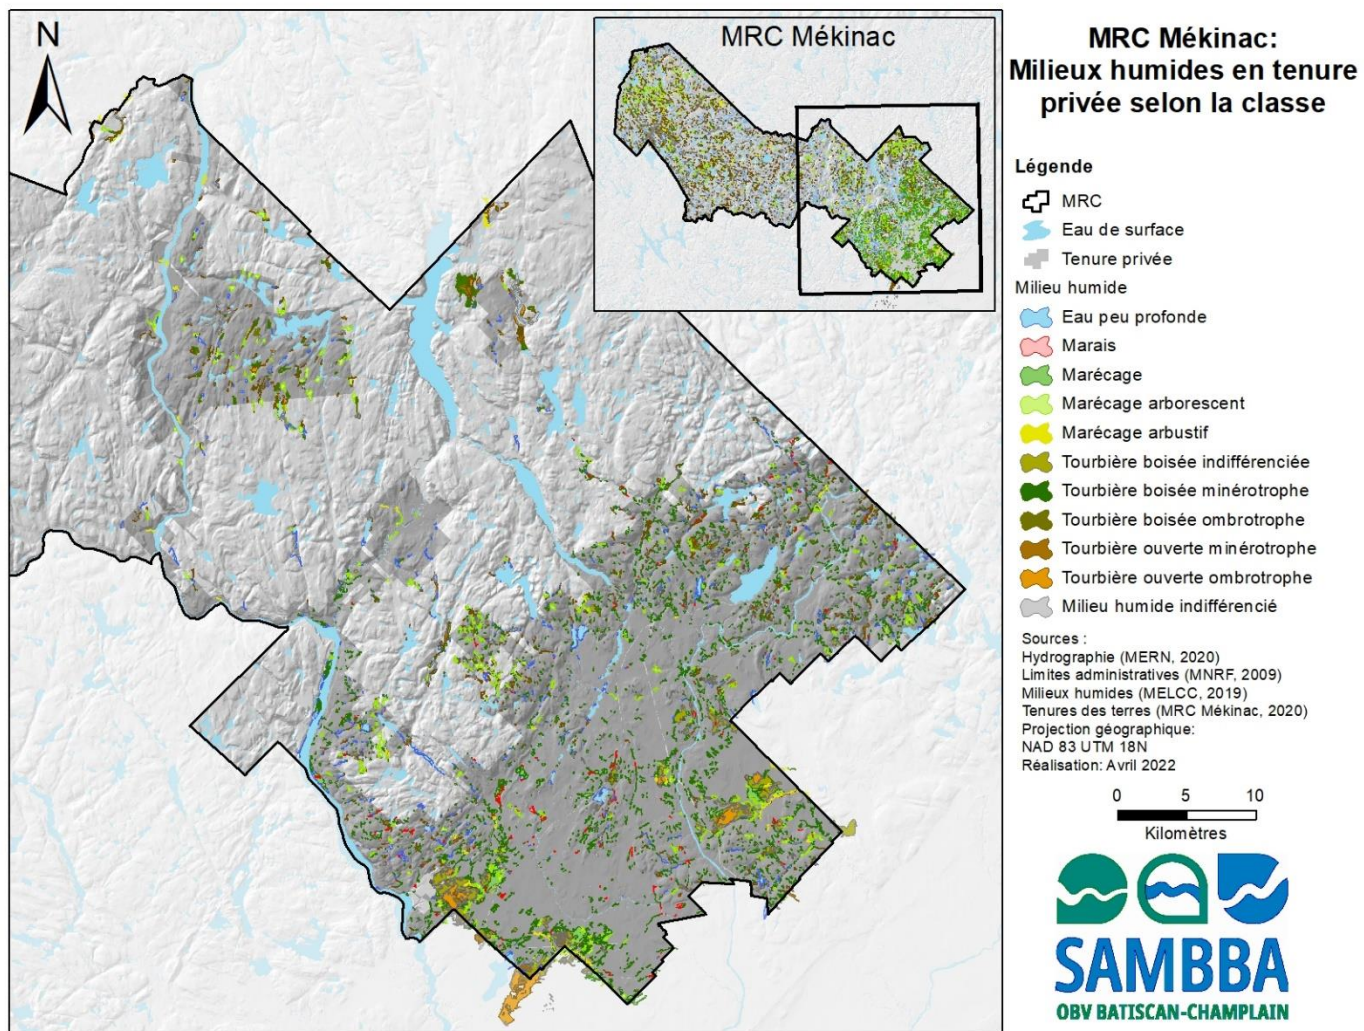 N
MRC Mékinac
MRC Mékinac:
Milieux humides en tenure
privée selon la classe
Légende
MRC
Eau de surface
Tenure privée
Milieu humide
Eau peu profonde
Marais
Marécage
Marécage arborescent
Marécage arbustif
Tourbière boisée indifférenciée
Tourbière boisée minérotrophe
Tourbière boisée ombrotrophe
Tourbière ouverte minérotrophe
Tourbière ouverte ombrotrophe
Milieu humide indifférencié
Sources :
Hydrographie (MERN, 2020)
Limites administratives (MNRF, 2009)
Milieux humides (MELCC, 2019)
Tenures des terres (MRC Mékinac, 2020)
Projection géographique:
NAD 83 UTM 18N
Réalisation: Avril 2022
0 5 10
Kilomètres
SAMBBA
OBV BATISCAN-CHAMPLAIN